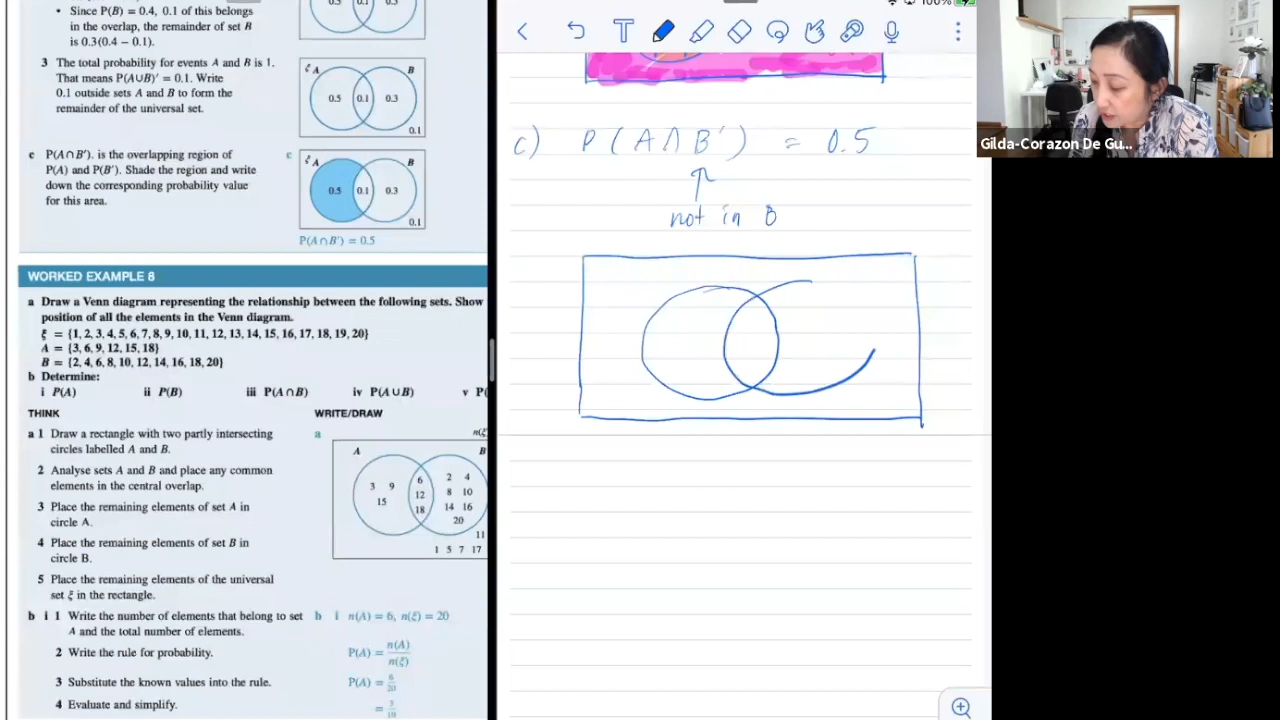 • Since P(B) = 0.4, 0.1 of this belongs
in the overlap, the remainder of set B
is 0.3(0.4 – 0.1).
0.5 0.1 0.3
3 The total probability for events A and B is 1.
That means P(A∪B)′ = 0.1. Write
0.1 outside sets A and B to form the
remainder of the universal set.
ξ A B
0.5 0.1 0.3
0.1
c P(A∩B′). is the overlapping region of
P(A) and P(B′). Shade the region and write
down the corresponding probability value
for this area.
c
ξ A B
0.5 0.1 0.3
0.1
P(A∩B′) = 0.5
WORKED EXAMPLE 8
a Draw a Venn diagram representing the relationship between the following sets. Show
position of all the elements in the Venn diagram.
ξ = {1, 2, 3, 4, 5, 6, 7, 8, 9, 10, 11, 12, 13, 14, 15, 16, 17, 18, 19, 20}
A = {3, 6, 9, 12, 15, 18}
B = {2, 4, 6, 8, 10, 12, 14, 16, 18, 20}
b Determine:
i P(A) ii P(B) iii P(A∩B) iv P(A∪B) v P(
THINK WRITE/DRAW
a 1 Draw a rectangle with two partly intersecting
circles labelled A and B.
2 Analyse sets A and B and place any common
elements in the central overlap.
3 Place the remaining elements of set A in
circle A.
4 Place the remaining elements of set B in
circle B.
5 Place the remaining elements of the universal
set ξ in the rectangle.
a n(ξ
A B
3 9 6 2 4
15 12 8 10
18 14 16
20
11
1 5 7 17
b i 1 Write the number of elements that belong to set
A and the total number of elements.
2 Write the rule for probability.
3 Substitute the known values into the rule.
4 Evaluate and simplify.
b i n(A) = 6, n(ξ) = 20
P(A) = n(A)/n(ξ)
P(A) = 6/20
= 3/10
100%
T
c) P(A∩B′) = 0.5
↑
not in B
Gilda-Corazon De Gu...